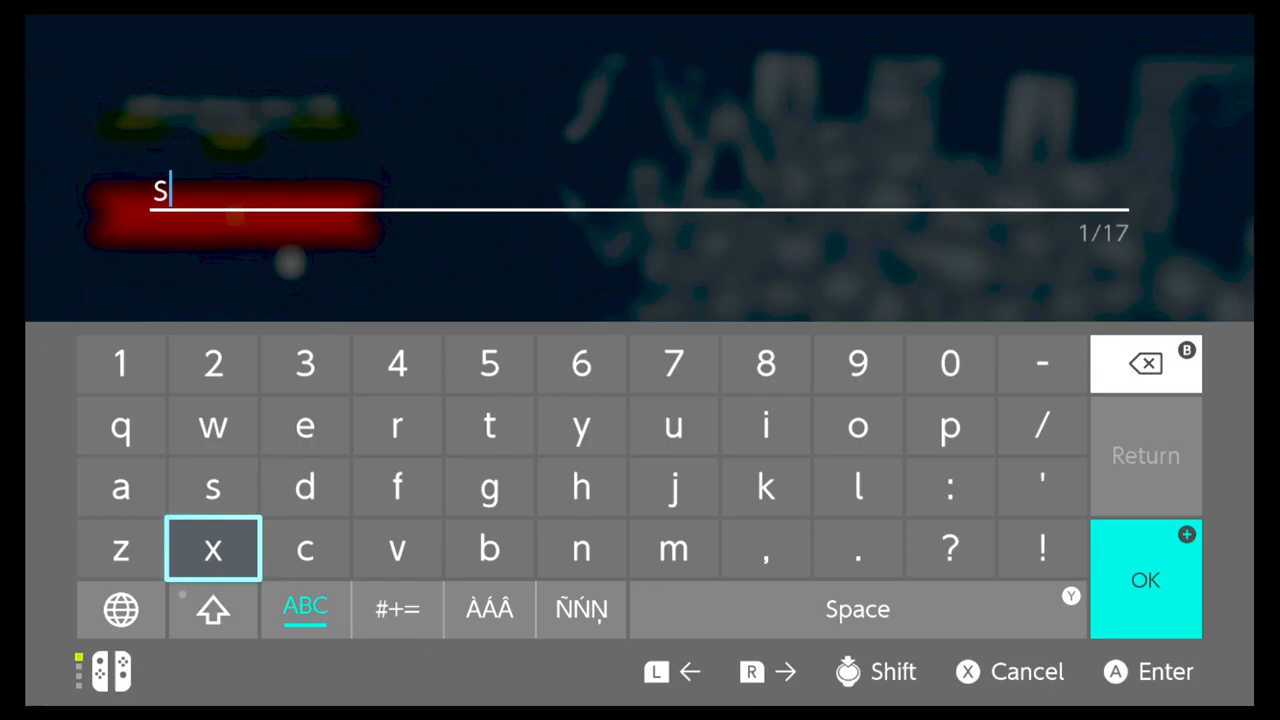 S
1/17
1 2 3 4 5 6 7 8 9 0 - B
q w e r t y u i o p / Return
a s d f g h j k l : '
z x c v b n m , . ? ! + OK
ABC #+= ÀÁÂ ÑŃŅ Space Y
L ← R → Shift X Cancel A Enter